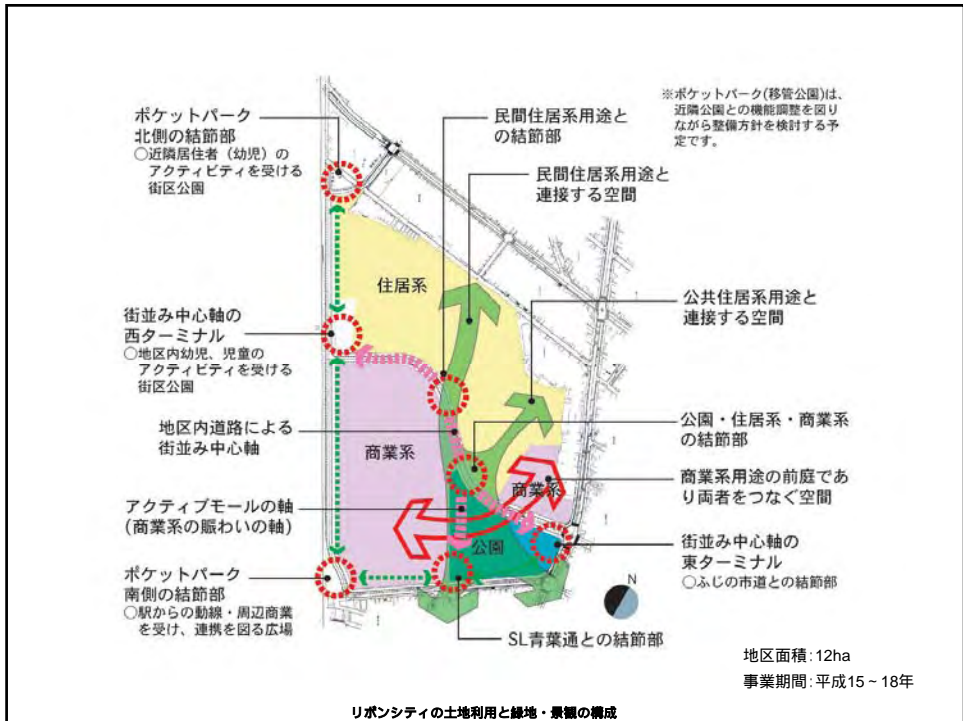 ポケットパーク
北側の結節部
○近隣居住者（幼児）の
アクティビティを受ける
街区公園
民間住居系用途と
の結節部
※ポケットパーク(移管公園)は、
近隣公園との機能調整を図り
ながら整備方針を検討する予
定です。
民間住居系用途と
連接する空間
住居系
公共住居系用途と
連接する空間
街並み中心軸の
西ターミナル
○地区内幼児、児童の
アクティビティを受ける
街区公園
地区内道路による
街並み中心軸
商業系
公園・住居系・商業系
の結節部
商業系
商業系用途の前庭であ
り両者をつなぐ空間
アクティブモールの軸
(商業系の賑わいの軸)
公園
街並み中心軸の
東ターミナル
○ふじの市道との結節部
ポケットパーク
南側の結節部
○駅からの動線・周辺商業
を受け、連携を図る広場
N
SL青葉通との結節部
地区面積:12ha
事業期間:平成15~18年
リボンシティの土地利用と緑地・景観の構成